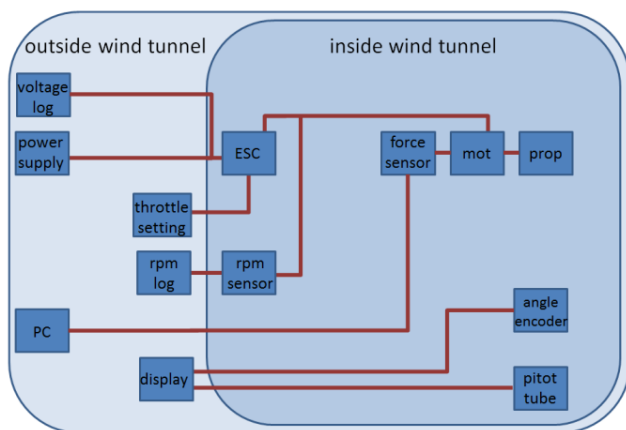 outside wind tunnel
inside wind tunnel
voltage
log
power
supply
ESC
force
sensor
mot
prop
throttle
setting
rpm
log
rpm
sensor
angle
encoder
PC
display
pitot
tube